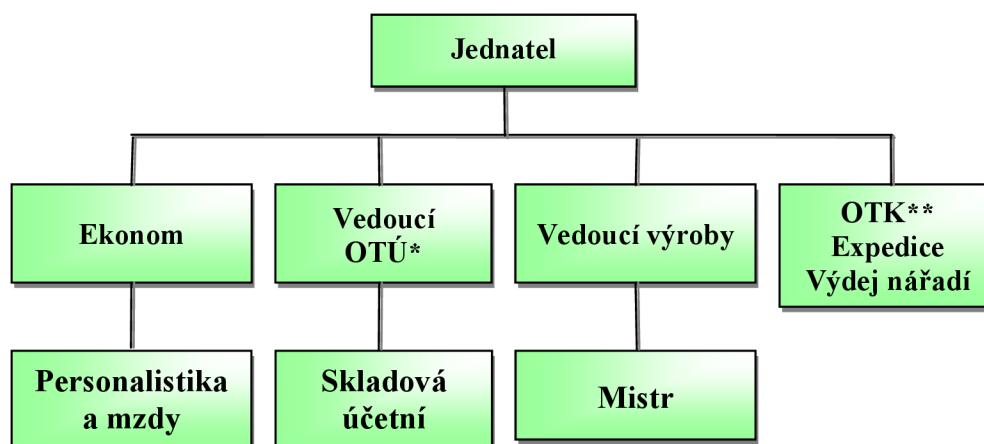 Jednatel
Ekonom
Vedoucí
OTÚ*
Vedoucí výroby
OTK**
Expedice
Výdej nářadí
Personalistika
a mzdy
Skladová
účetní
Mistr